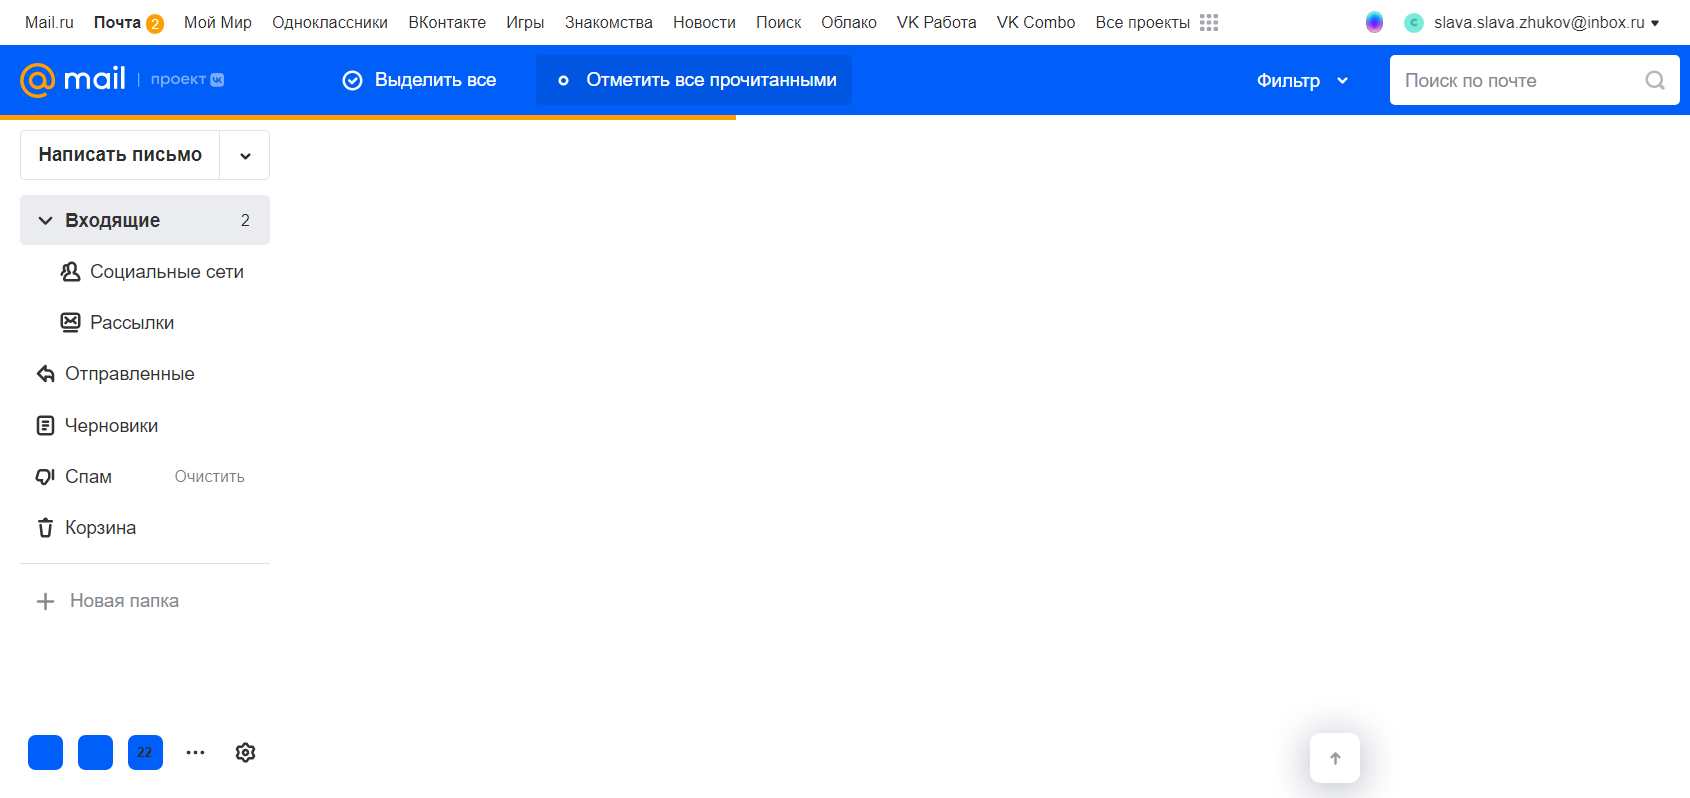 Mail.ru Почта 2 Мой Мир Одноклассники ВКонтакте Игры Знакомства Новости Поиск Облако VK Работа VK Combo Все проекты С slava.slava.zhukov@inbox.ru
@mail | проект Выделить все Отметить все прочитанными Фильтр Поиск по почте
Написать письмо
Входящие 2
Социальные сети
Рассылки
Отправленные
Черновики
Спам Очистить
Корзина
Новая папка
22